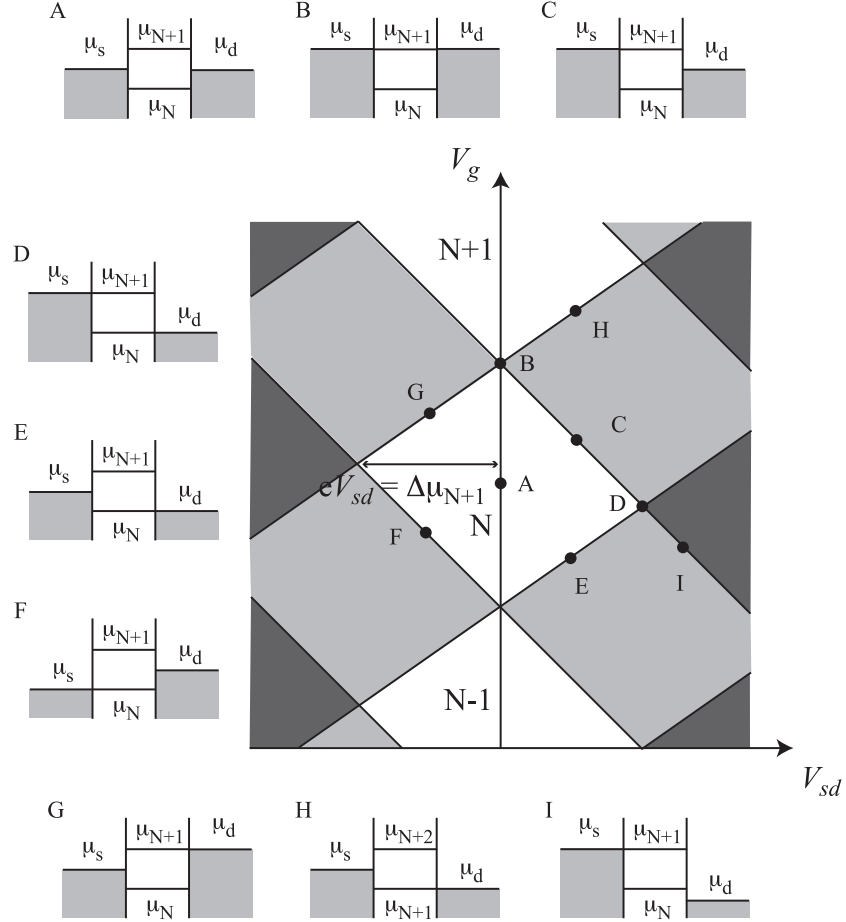 A
μs μN+1 μd
μN
B
μs μN+1 μd
μN
C
μs μN+1 μd
μN
Vg
D
μs μN+1 μd
μN
E
μs μN+1 μd
μN
F
μs μN+1 μd
μN
N+1
H
B
G
C
eVsd = ΔμN+1
A
D
N
F
E
I
N-1
Vsd
G
μs μN+1 μd
μN
H
μs μN+2 μd
μN+1
I
μs μN+1 μd
μN